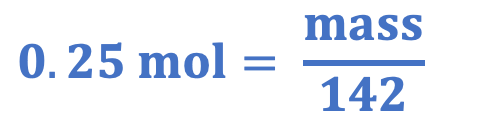 0.25 mol = mass / 142